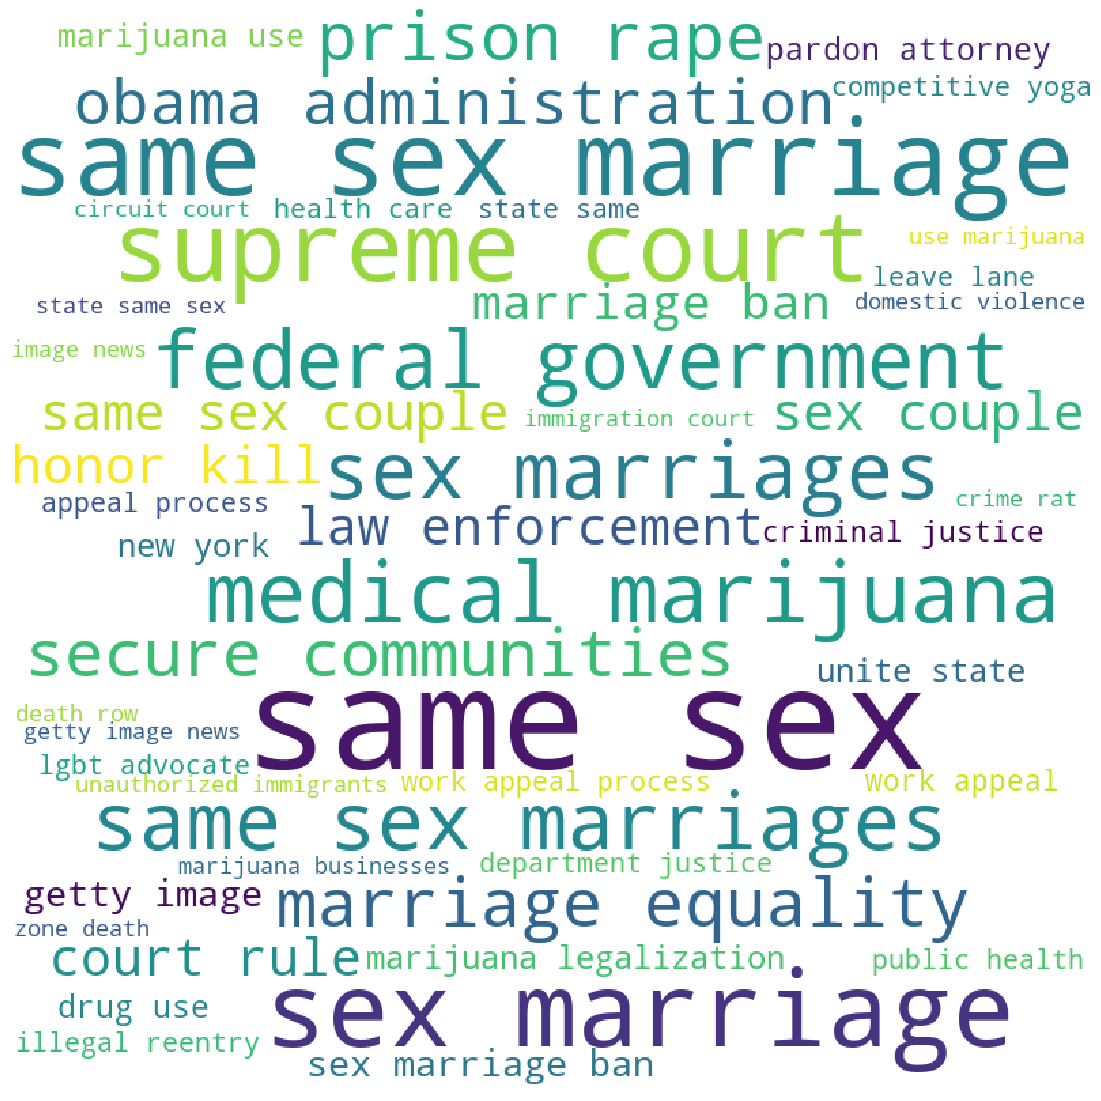 marijuana use
prison rape
pardon attorney
obama administration
competitive yoga
same sex marriage
circuit court
health care
state same
supreme court
use marijuana
leave lane
state same sex
marriage ban
domestic violence
image news
federal government
same sex couple
immigration court
sex couple
honor kill
sex marriages
appeal process
crime rat
new york
law enforcement
criminal justice
medical marijuana
secure communities
unite state
death row
same sex
getty image news
lgbt advocate
unauthorized immigrants
work appeal process
work appeal
same sex marriages
marijuana businesses
department justice
getty image
marriage equality
zone death
court rule
marijuana legalization
public health
drug use
sex marriage
illegal reentry
sex marriage ban